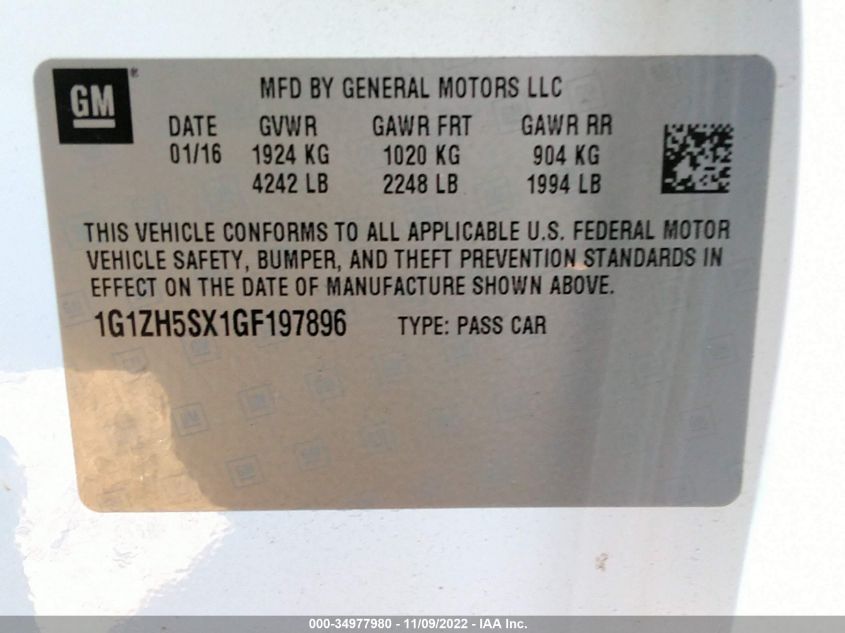 GM®
MFD BY GENERAL MOTORS LLC
DATE GVWR GAWR FRT GAWR RR
01/16 1924 KG 1020 KG 904 KG
4242 LB 2248 LB 1994 LB
THIS VEHICLE CONFORMS TO ALL APPLICABLE U.S. FEDERAL MOTOR
VEHICLE SAFETY, BUMPER, AND THEFT PREVENTION STANDARDS IN
EFFECT ON THE DATE OF MANUFACTURE SHOWN ABOVE.
1G1ZH5SX1GF197896 TYPE: PASS CAR
000-34977980 - 11/09/2022 - IAA Inc.